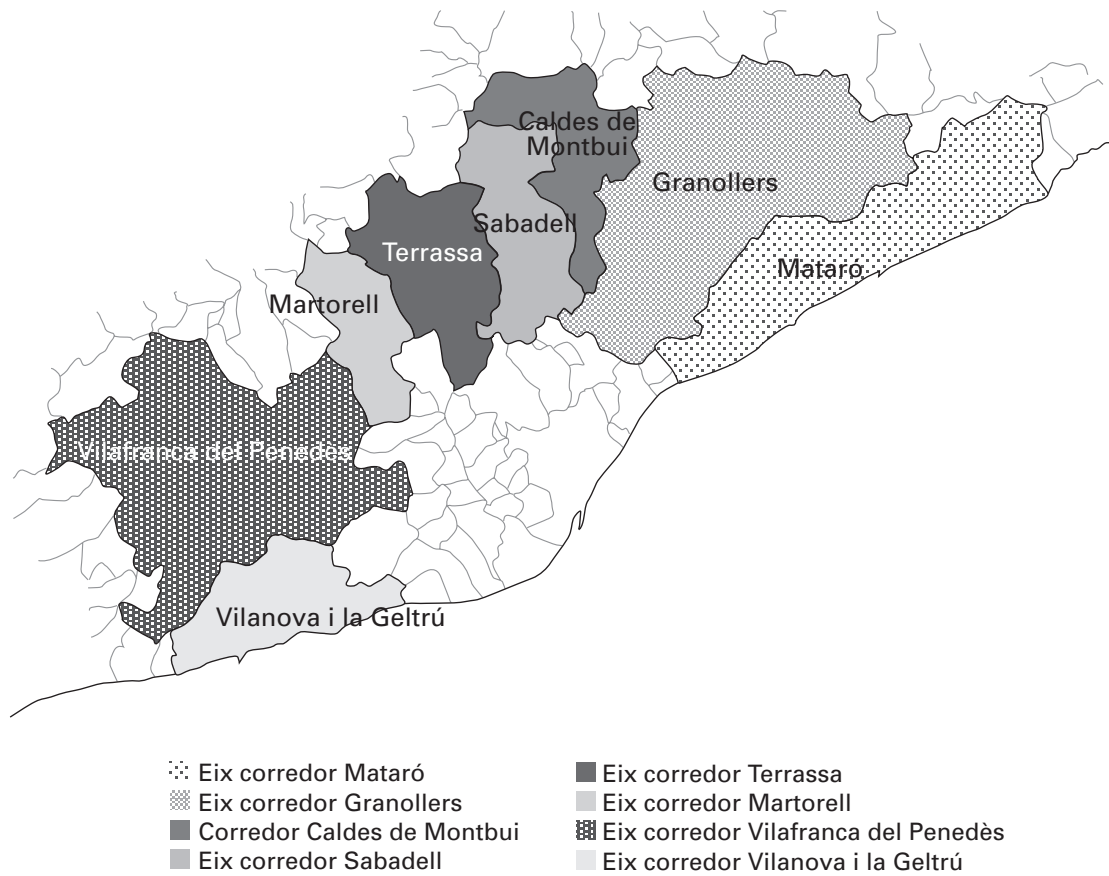 Caldes de
Montbui
Granollers
Sabadell
Terrassa
Mataró
Martorell
Vilafranca del Penedès
Vilanova i la Geltrú
Eix corredor Mataró
Eix corredor Granollers
Corredor Caldes de Montbui
Eix corredor Sabadell
Eix corredor Terrassa
Eix corredor Martorell
Eix corredor Vilafranca del Penedès
Eix corredor Vilanova i la Geltrú